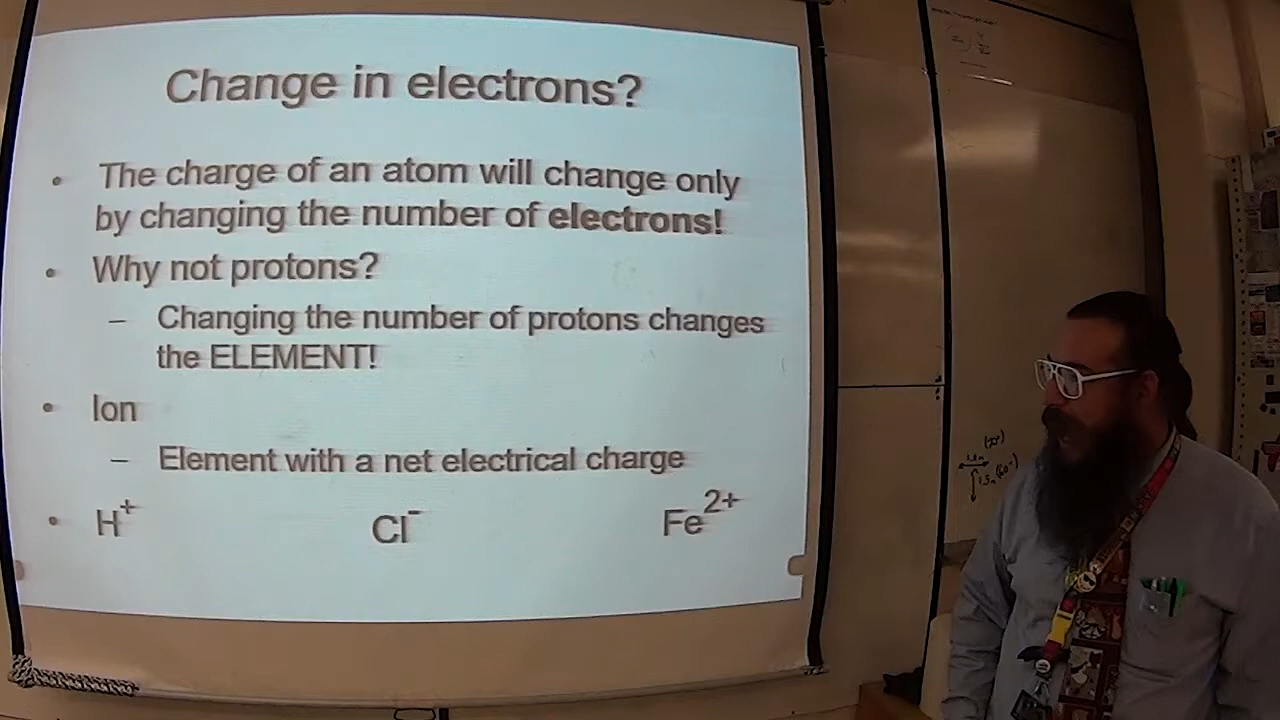 Change in electrons?
• The charge of an atom will change only
by changing the number of electrons!
• Why not protons?
– Changing the number of protons changes
the ELEMENT!
• Ion
– Element with a net electrical charge
• H⁺ Cl⁻ Fe²⁺